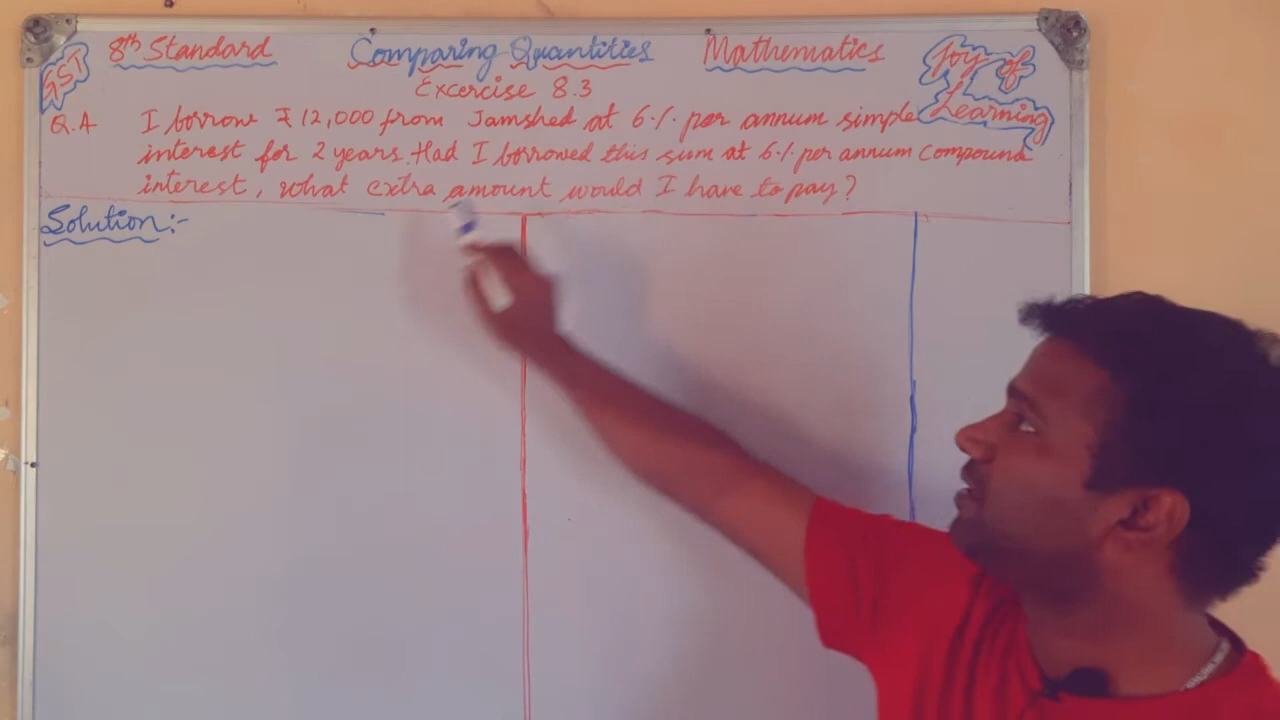 GST 8th Standard Comparing Quantities Mathematics Joy of Learning
Excercise 8.3
Q.4 I borrow ₹12,000 from Jamshed at 6% per annum simple
interest for 2 years. Had I borrowed this sum at 6% per annum compound
interest, what extra amount would I have to pay?
Solution:-